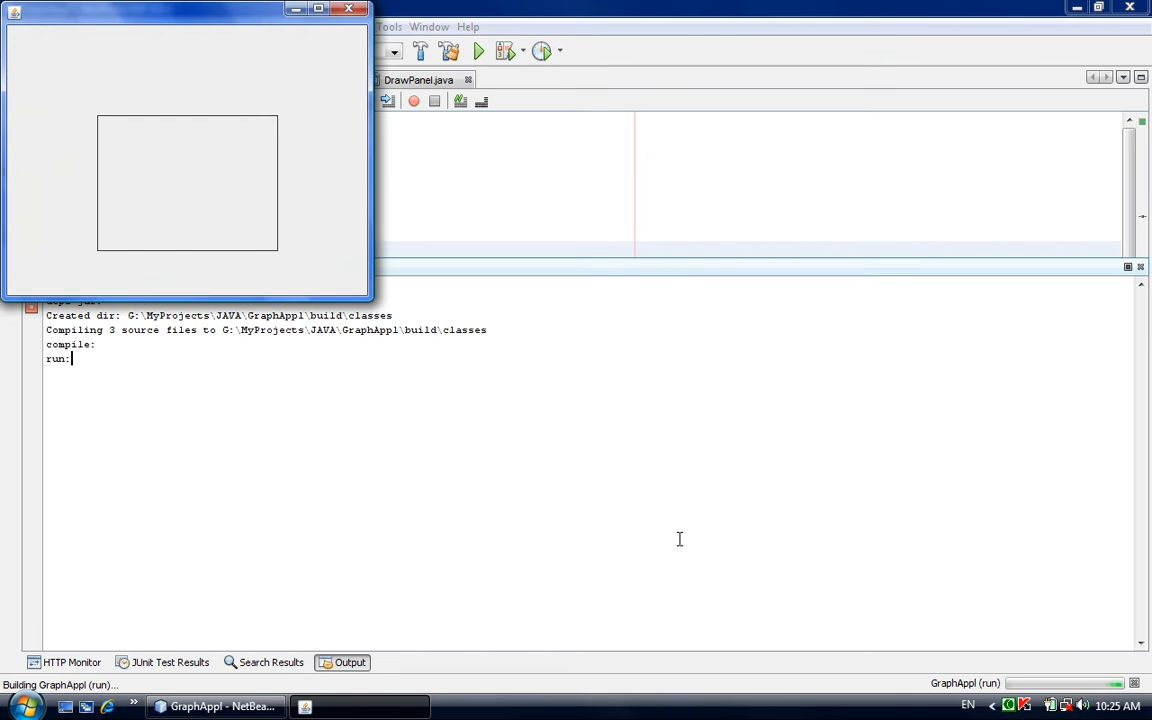 Tools Window Help
DrawPanel.java
Created dir: G:\MyProjects\JAVA\GraphAppl\build\classes
Compiling 3 source files to G:\MyProjects\JAVA\GraphAppl\build\classes
compile:
run:
HTTP Monitor JUnit Test Results Search Results Output
Building GraphAppl (run)... GraphAppl (run)
GraphAppl - NetBea... EN 10:25 AM